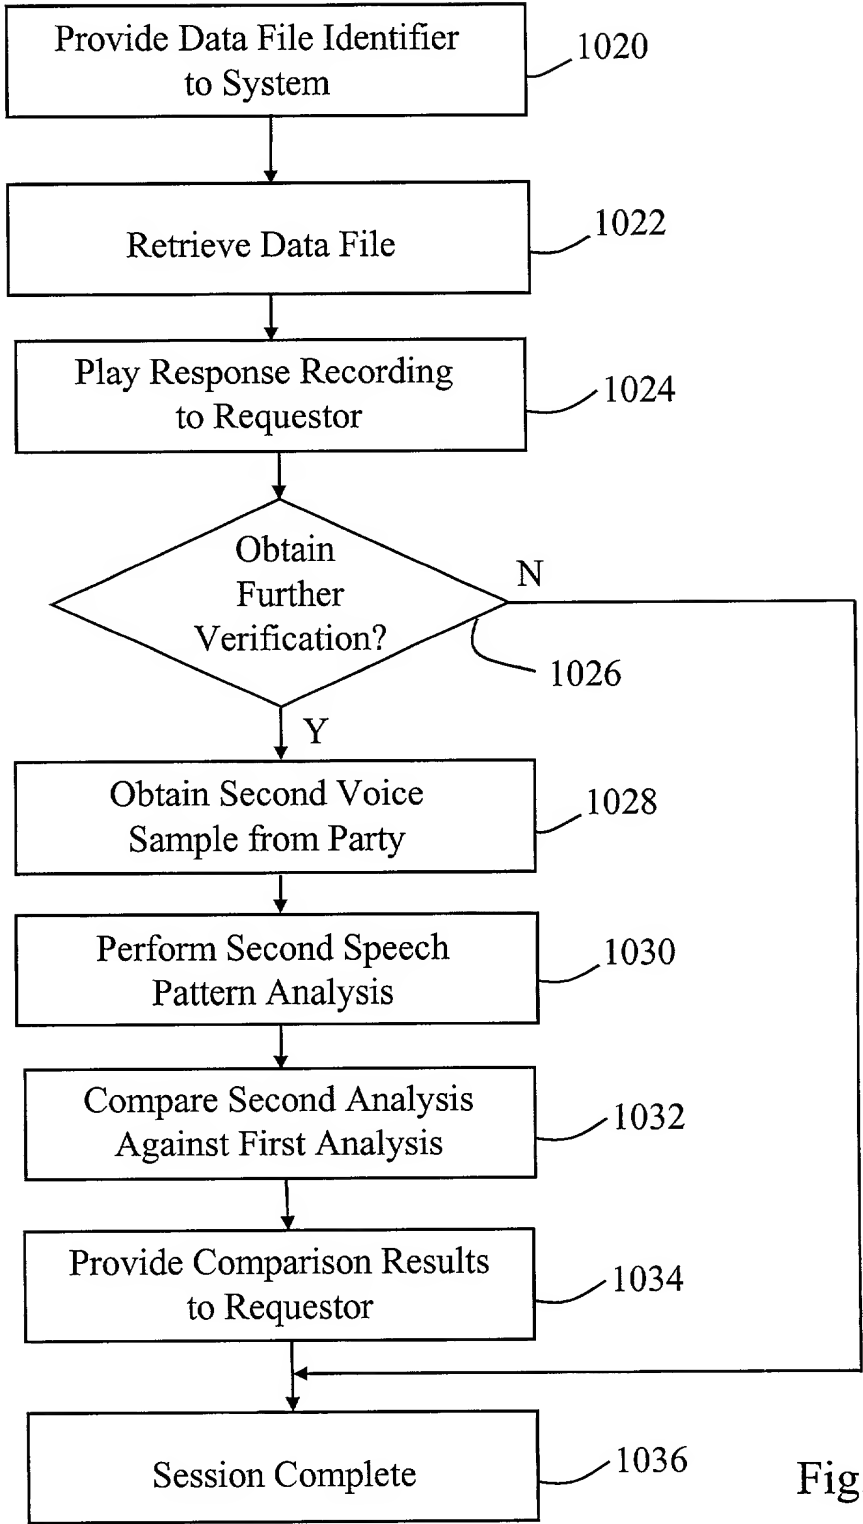 Provide Data File Identifier
to System
1020
Retrieve Data File
1022
Play Response Recording
to Requestor
1024
Obtain
Further
Verification?
N
1026
Y
Obtain Second Voice
Sample from Party
1028
Perform Second Speech
Pattern Analysis
1030
Compare Second Analysis
Against First Analysis
1032
Provide Comparison Results
to Requestor
1034
Session Complete
1036
Fig